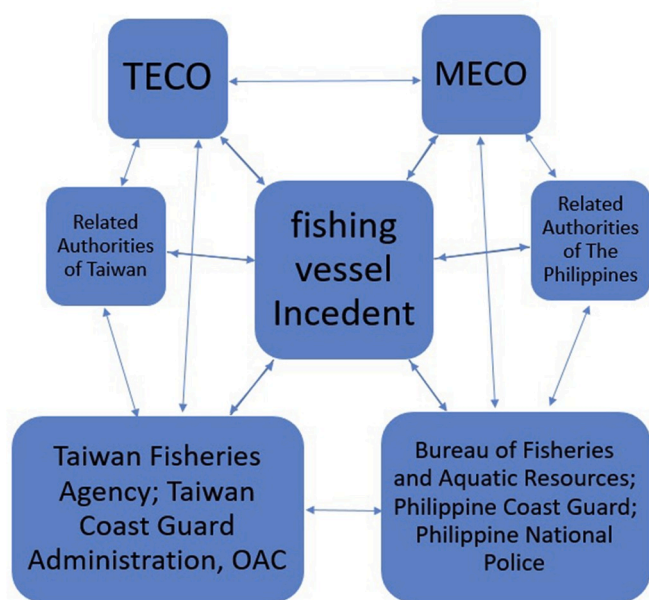 TECO
MECO
Related
Authorities
of Taiwan
fishing
vessel
Incedent
Related
Authorities
of The
Philippines
Taiwan Fisheries
Agency; Taiwan
Coast Guard
Administration, OAC
Bureau of Fisheries
and Aquatic Resources;
Philippine Coast Guard;
Philippine National
Police